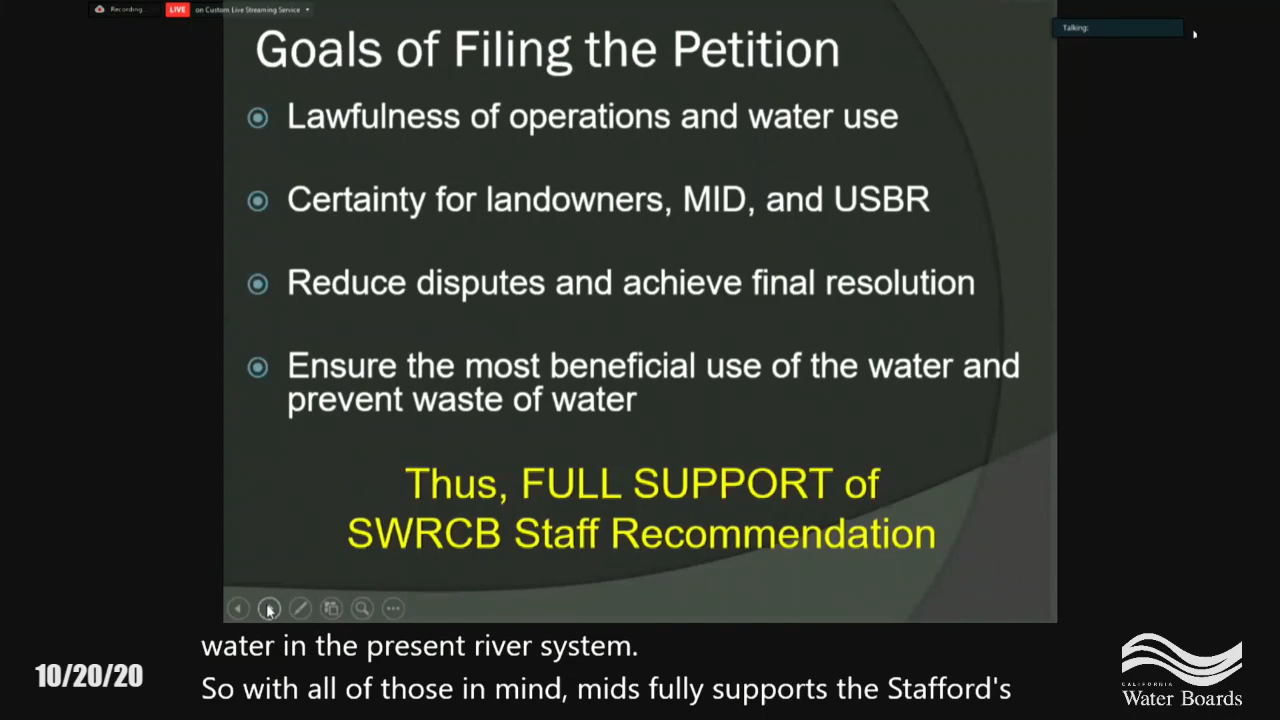 Recording...
LIVE
on Custom Live Streaming Service
Talking:
Goals of Filing the Petition
Lawfulness of operations and water use
Certainty for landowners, MID, and USBR
Reduce disputes and achieve final resolution
Ensure the most beneficial use of the water and
prevent waste of water
Thus, FULL SUPPORT of
SWRCB Staff Recommendation
water in the present river system.
So with all of those in mind, mids fully supports the Stafford's
10/20/20
CALIFORNIA
Water Boards